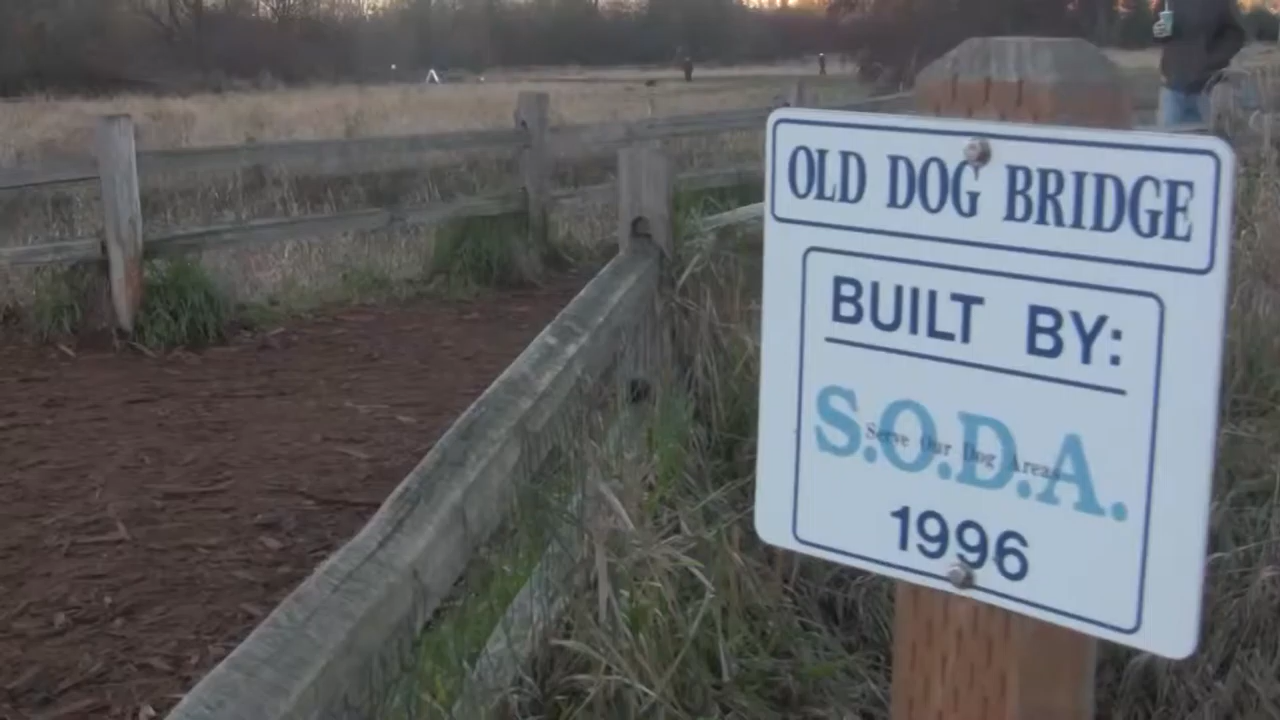 OLD DOG BRIDGE
BUILT BY:
S.O.D.A.
Serve Our Dog Areas
1996